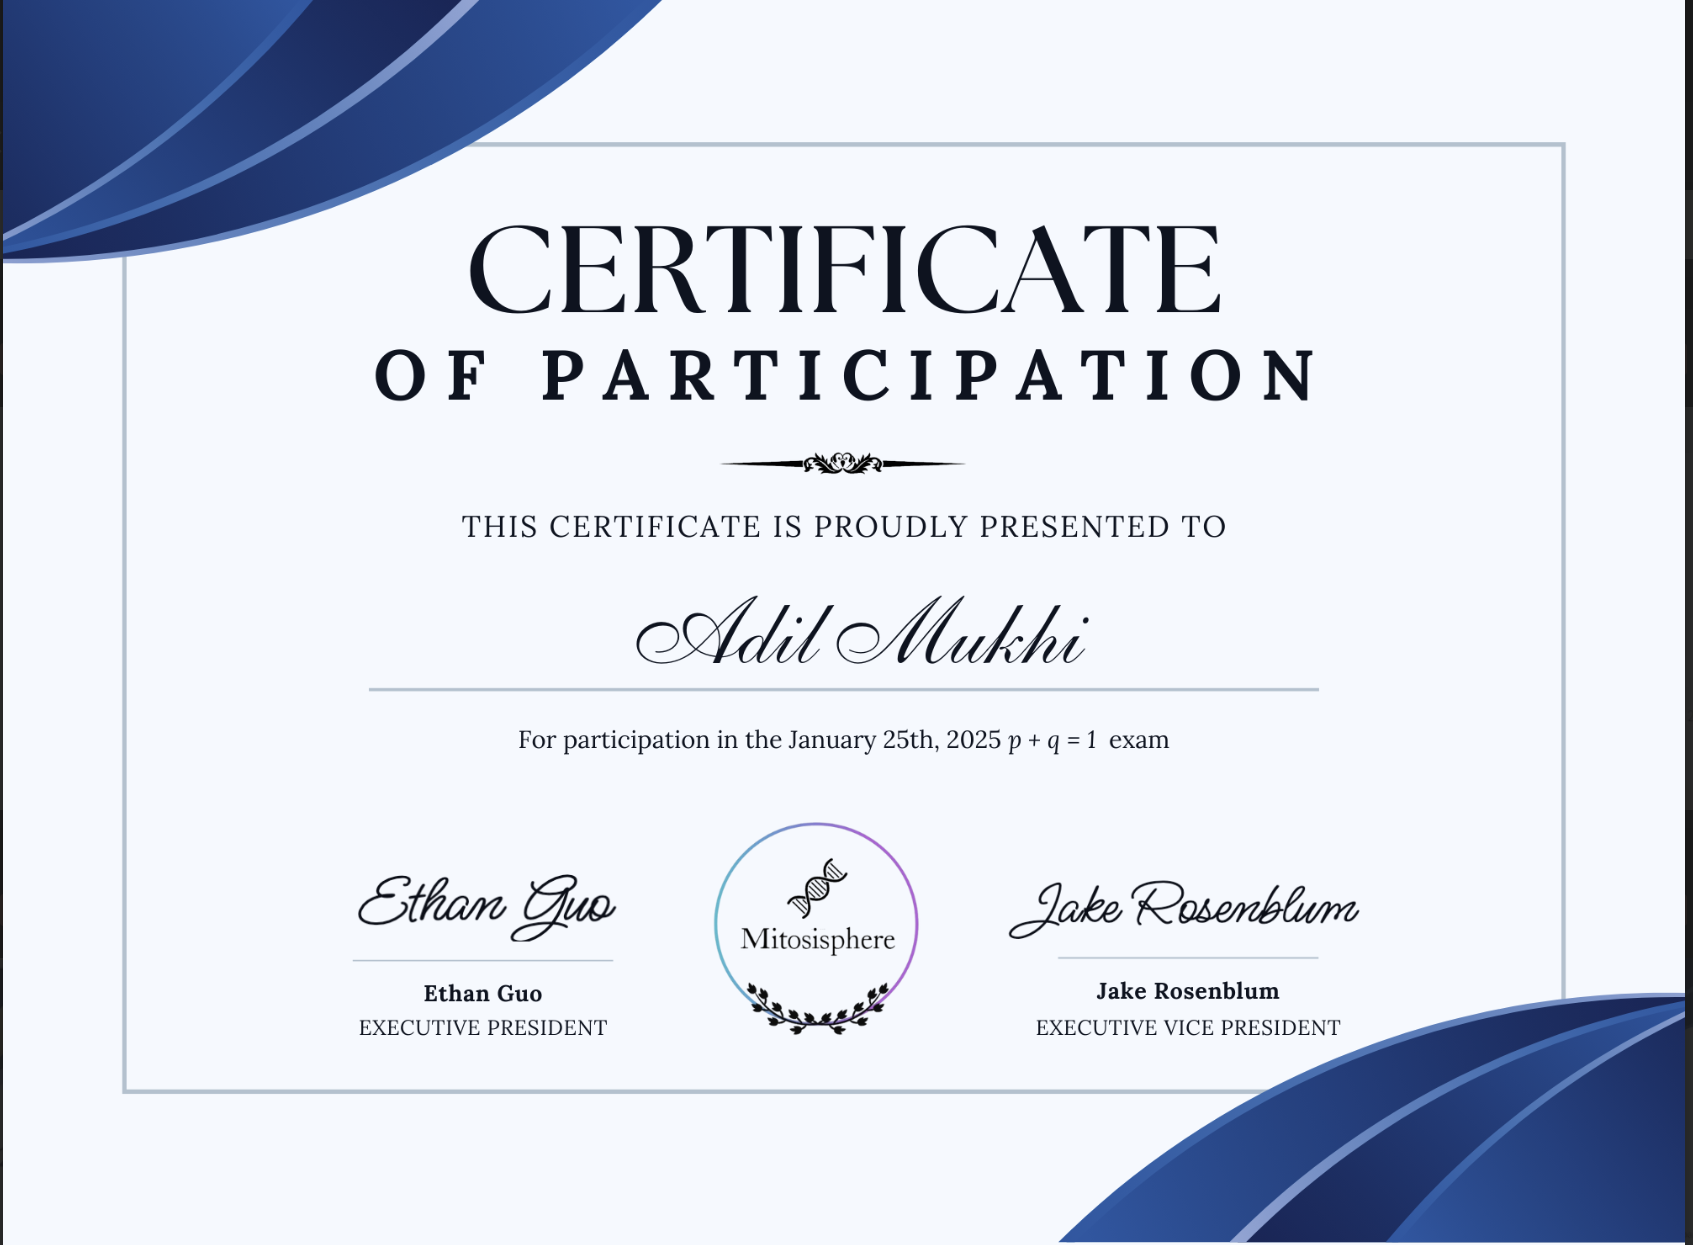 CERTIFICATE
OF PARTICIPATION
THIS CERTIFICATE IS PROUDLY PRESENTED TO
Adil Mukhi
For participation in the January 25th, 2025 p + q = 1 exam
Ethan Guo
Ethan Guo
EXECUTIVE PRESIDENT
Mitosisphere
Jake Rosenblum
Jake Rosenblum
EXECUTIVE VICE PRESIDENT